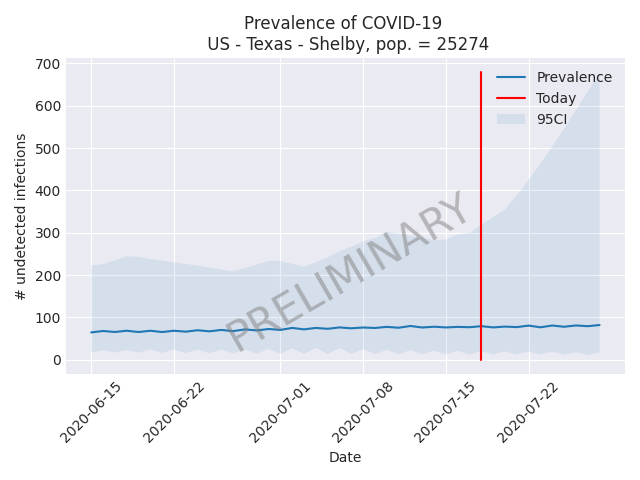 Prevalence of COVID-19
US - Texas - Shelby, pop. = 25274
700
600
500
400
300
200
100
0
# undetected infections
Prevalence
Today
95CI
PRELIMINARY
2020-06-15
2020-06-22
2020-07-01
2020-07-08
2020-07-15
2020-07-22
Date